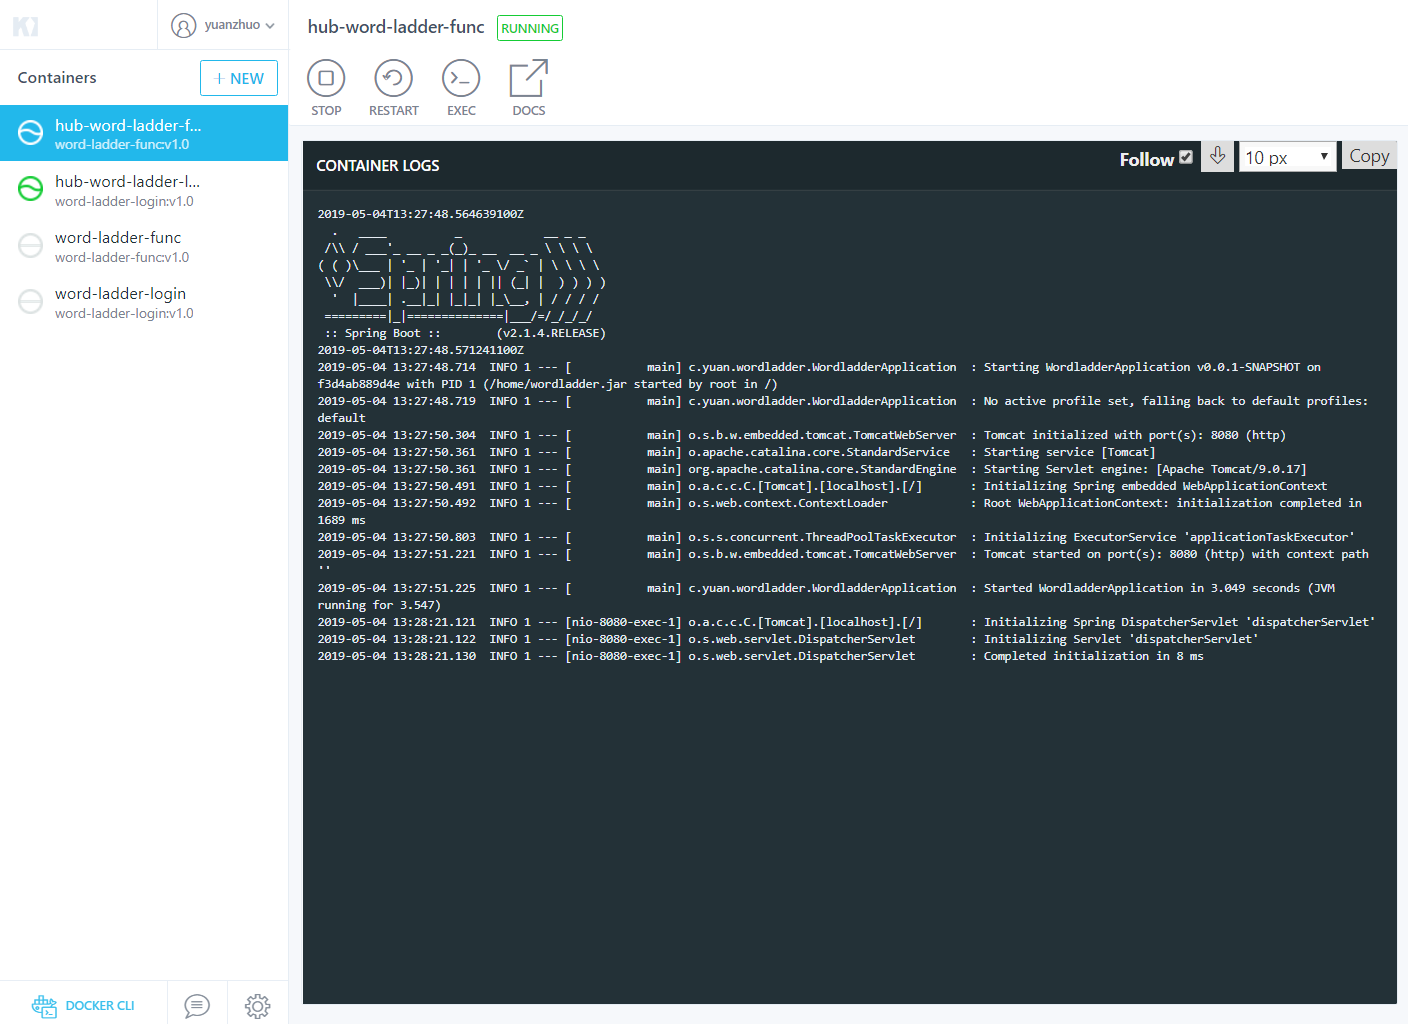 yuanzhuo
Containers
+ NEW
hub-word-ladder-f...
word-ladder-func:v1.0
hub-word-ladder-l...
word-ladder-login:v1.0
word-ladder-func
word-ladder-func:v1.0
word-ladder-login
word-ladder-login:v1.0
DOCKER CLI
hub-word-ladder-func RUNNING
STOP RESTART EXEC DOCS
CONTAINER LOGS Follow 10 px Copy
2019-05-04T13:27:48.564639100Z
  .   ____          _            __ _ _
 /\\ / ___'_ __ _ _(_)_ __  __ _ \ \ \ \
( ( )\___ | '_ | '_| | '_ \/ _` | \ \ \ \
 \\/  ___)| |_)| | | | | || (_| |  ) ) ) )
  '  |____| .__|_| |_|_| |_\__, | / / / /
 =========|_|==============|___/=/_/_/_/
 :: Spring Boot ::        (v2.1.4.RELEASE)
2019-05-04T13:27:48.571241100Z
2019-05-04 13:27:48.714  INFO 1 --- [           main] c.yuan.wordladder.WordladderApplication  : Starting WordladderApplication v0.0.1-SNAPSHOT on
f3d4ab889d4e with PID 1 (/home/wordladder.jar started by root in /)
2019-05-04 13:27:48.719  INFO 1 --- [           main] c.yuan.wordladder.WordladderApplication  : No active profile set, falling back to default profiles:
default
2019-05-04 13:27:50.304  INFO 1 --- [           main] o.s.b.w.embedded.tomcat.TomcatWebServer  : Tomcat initialized with port(s): 8080 (http)
2019-05-04 13:27:50.361  INFO 1 --- [           main] o.apache.catalina.core.StandardService   : Starting service [Tomcat]
2019-05-04 13:27:50.361  INFO 1 --- [           main] org.apache.catalina.core.StandardEngine  : Starting Servlet engine: [Apache Tomcat/9.0.17]
2019-05-04 13:27:50.491  INFO 1 --- [           main] o.a.c.c.C.[Tomcat].[localhost].[/]       : Initializing Spring embedded WebApplicationContext
2019-05-04 13:27:50.492  INFO 1 --- [           main] o.s.web.context.ContextLoader            : Root WebApplicationContext: initialization completed in
1689 ms
2019-05-04 13:27:50.803  INFO 1 --- [           main] o.s.s.concurrent.ThreadPoolTaskExecutor  : Initializing ExecutorService 'applicationTaskExecutor'
2019-05-04 13:27:51.221  INFO 1 --- [           main] o.s.b.w.embedded.tomcat.TomcatWebServer  : Tomcat started on port(s): 8080 (http) with context path
''
2019-05-04 13:27:51.225  INFO 1 --- [           main] c.yuan.wordladder.WordladderApplication  : Started WordladderApplication in 3.049 seconds (JVM
running for 3.547)
2019-05-04 13:28:21.121  INFO 1 --- [nio-8080-exec-1] o.a.c.c.C.[Tomcat].[localhost].[/]       : Initializing Spring DispatcherServlet 'dispatcherServlet'
2019-05-04 13:28:21.122  INFO 1 --- [nio-8080-exec-1] o.s.web.servlet.DispatcherServlet        : Initializing Servlet 'dispatcherServlet'
2019-05-04 13:28:21.130  INFO 1 --- [nio-8080-exec-1] o.s.web.servlet.DispatcherServlet        : Completed initialization in 8 ms